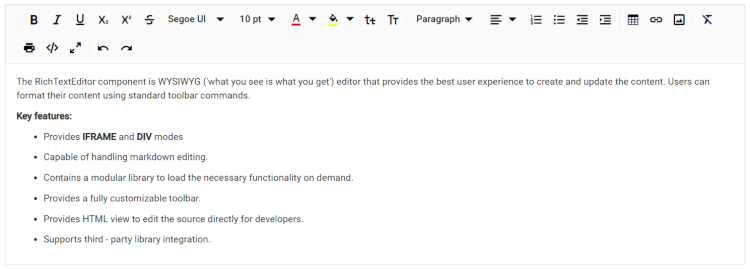 B I U X₂ X² S Segoe UI 10 pt A tt TT Paragraph
The RichTextEditor component is WYSIWYG ('what you see is what you get') editor that provides the best user experience to create and update the content. Users can
format their content using standard toolbar commands.
Key features:
• Provides IFRAME and DIV modes
• Capable of handling markdown editing.
• Contains a modular library to load the necessary functionality on demand.
• Provides a fully customizable toolbar.
• Provides HTML view to edit the source directly for developers.
• Supports third - party library integration.